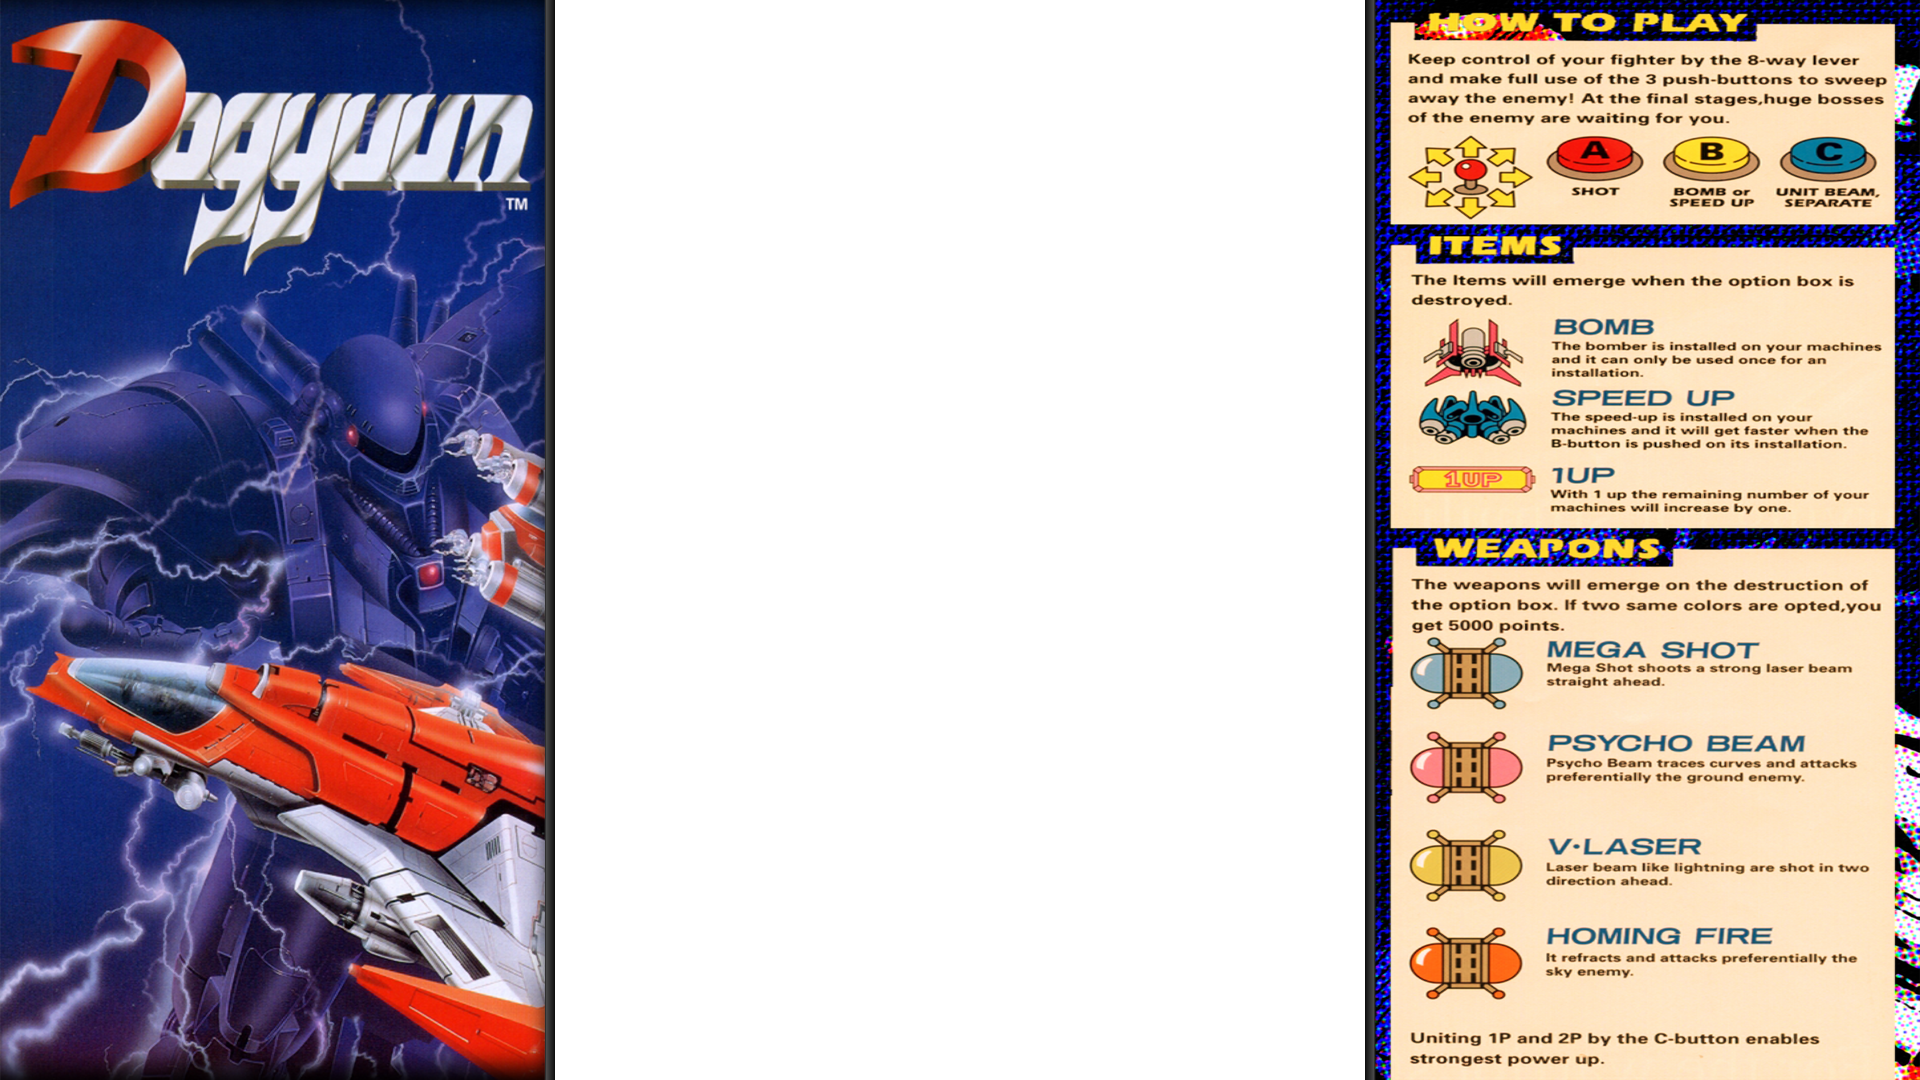 Dogyuun
TM
HOW TO PLAY
Keep control of your fighter by the 8-way lever
and make full use of the 3 push-buttons to sweep
away the enemy! At the final stages,huge bosses
of the enemy are waiting for you.
A
B
C
SHOT
BOMB or
SPEED UP
UNIT BEAM,
SEPARATE
ITEMS
The Items will emerge when the option box is
destroyed.
BOMB
The bomber is installed on your machines
and it can only be used once for an
installation.
SPEED UP
The speed-up is installed on your
machines and it will get faster when the
B-button is pushed on its installation.
1UP
1UP
With 1 up the remaining number of your
machines will increase by one.
WEAPONS
The weapons will emerge on the destruction of
the option box. If two same colors are opted,you
get 5000 points.
MEGA SHOT
Mega Shot shoots a strong laser beam
straight ahead.
PSYCHO BEAM
Psycho Beam traces curves and attacks
preferentially the ground enemy.
V·LASER
Laser beam like lightning are shot in two
direction ahead.
HOMING FIRE
It refracts and attacks preferentially the
sky enemy.
Uniting 1P and 2P by the C-button enables
strongest power up.